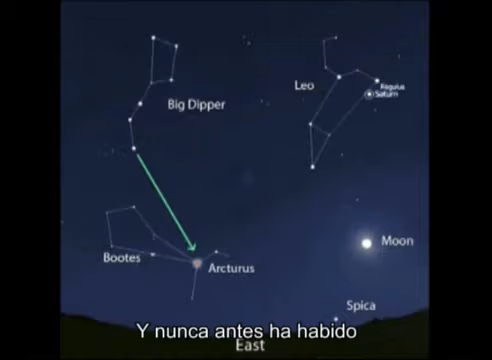 Regulus
Leo
Saturn
Big Dipper
Moon
Bootes
Arcturus
Spica
Y nunca antes ha habido
East